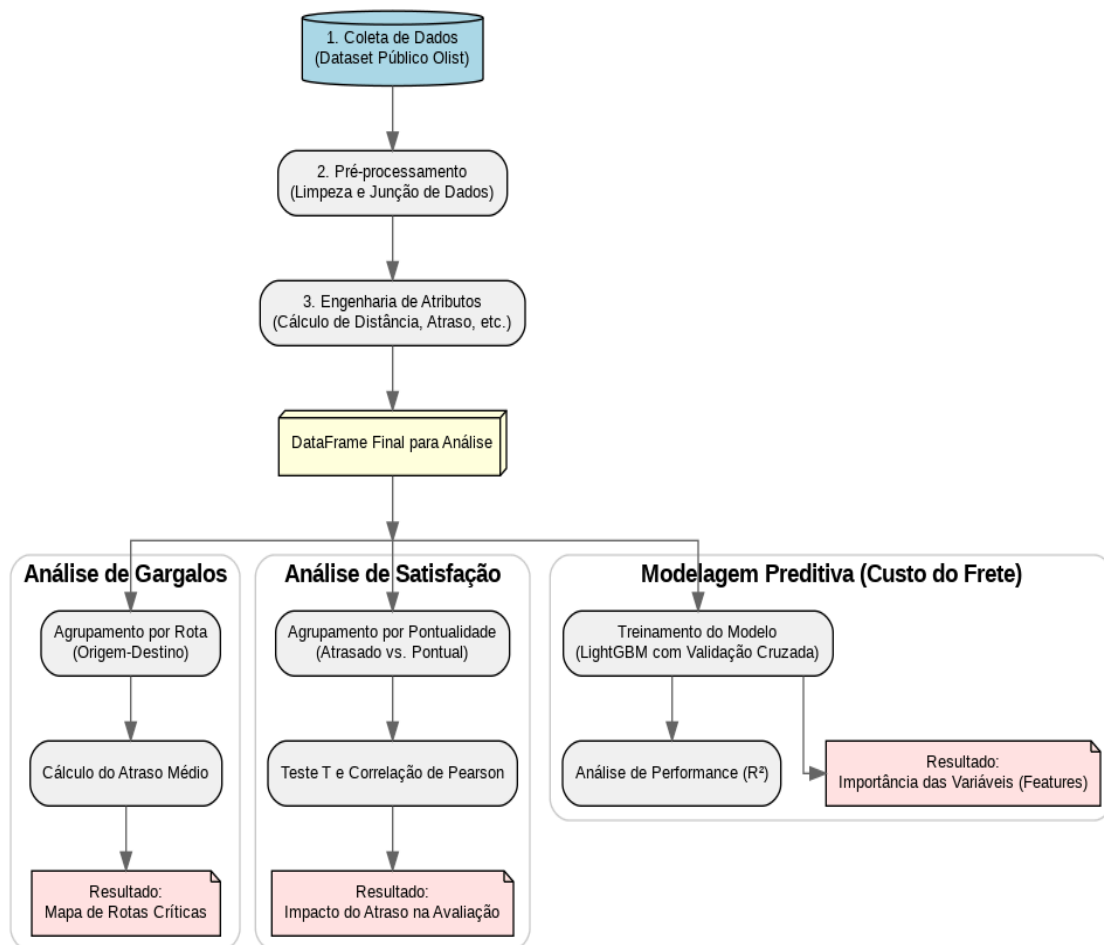 1. Coleta de Dados
(Dataset Público Olist)
2. Pré-processamento
(Limpeza e Junção de Dados)
3. Engenharia de Atributos
(Cálculo de Distância, Atraso, etc.)
DataFrame Final para Análise
Análise de Gargalos
Agrupamento por Rota
(Origem-Destino)
Cálculo do Atraso Médio
Resultado:
Mapa de Rotas Críticas
Análise de Satisfação
Agrupamento por Pontualidade
(Atrasado vs. Pontual)
Teste T e Correlação de Pearson
Resultado:
Impacto do Atraso na Avaliação
Modelagem Preditiva (Custo do Frete)
Treinamento do Modelo
(LightGBM com Validação Cruzada)
Análise de Performance (R²)
Resultado:
Importância das Variáveis (Features)